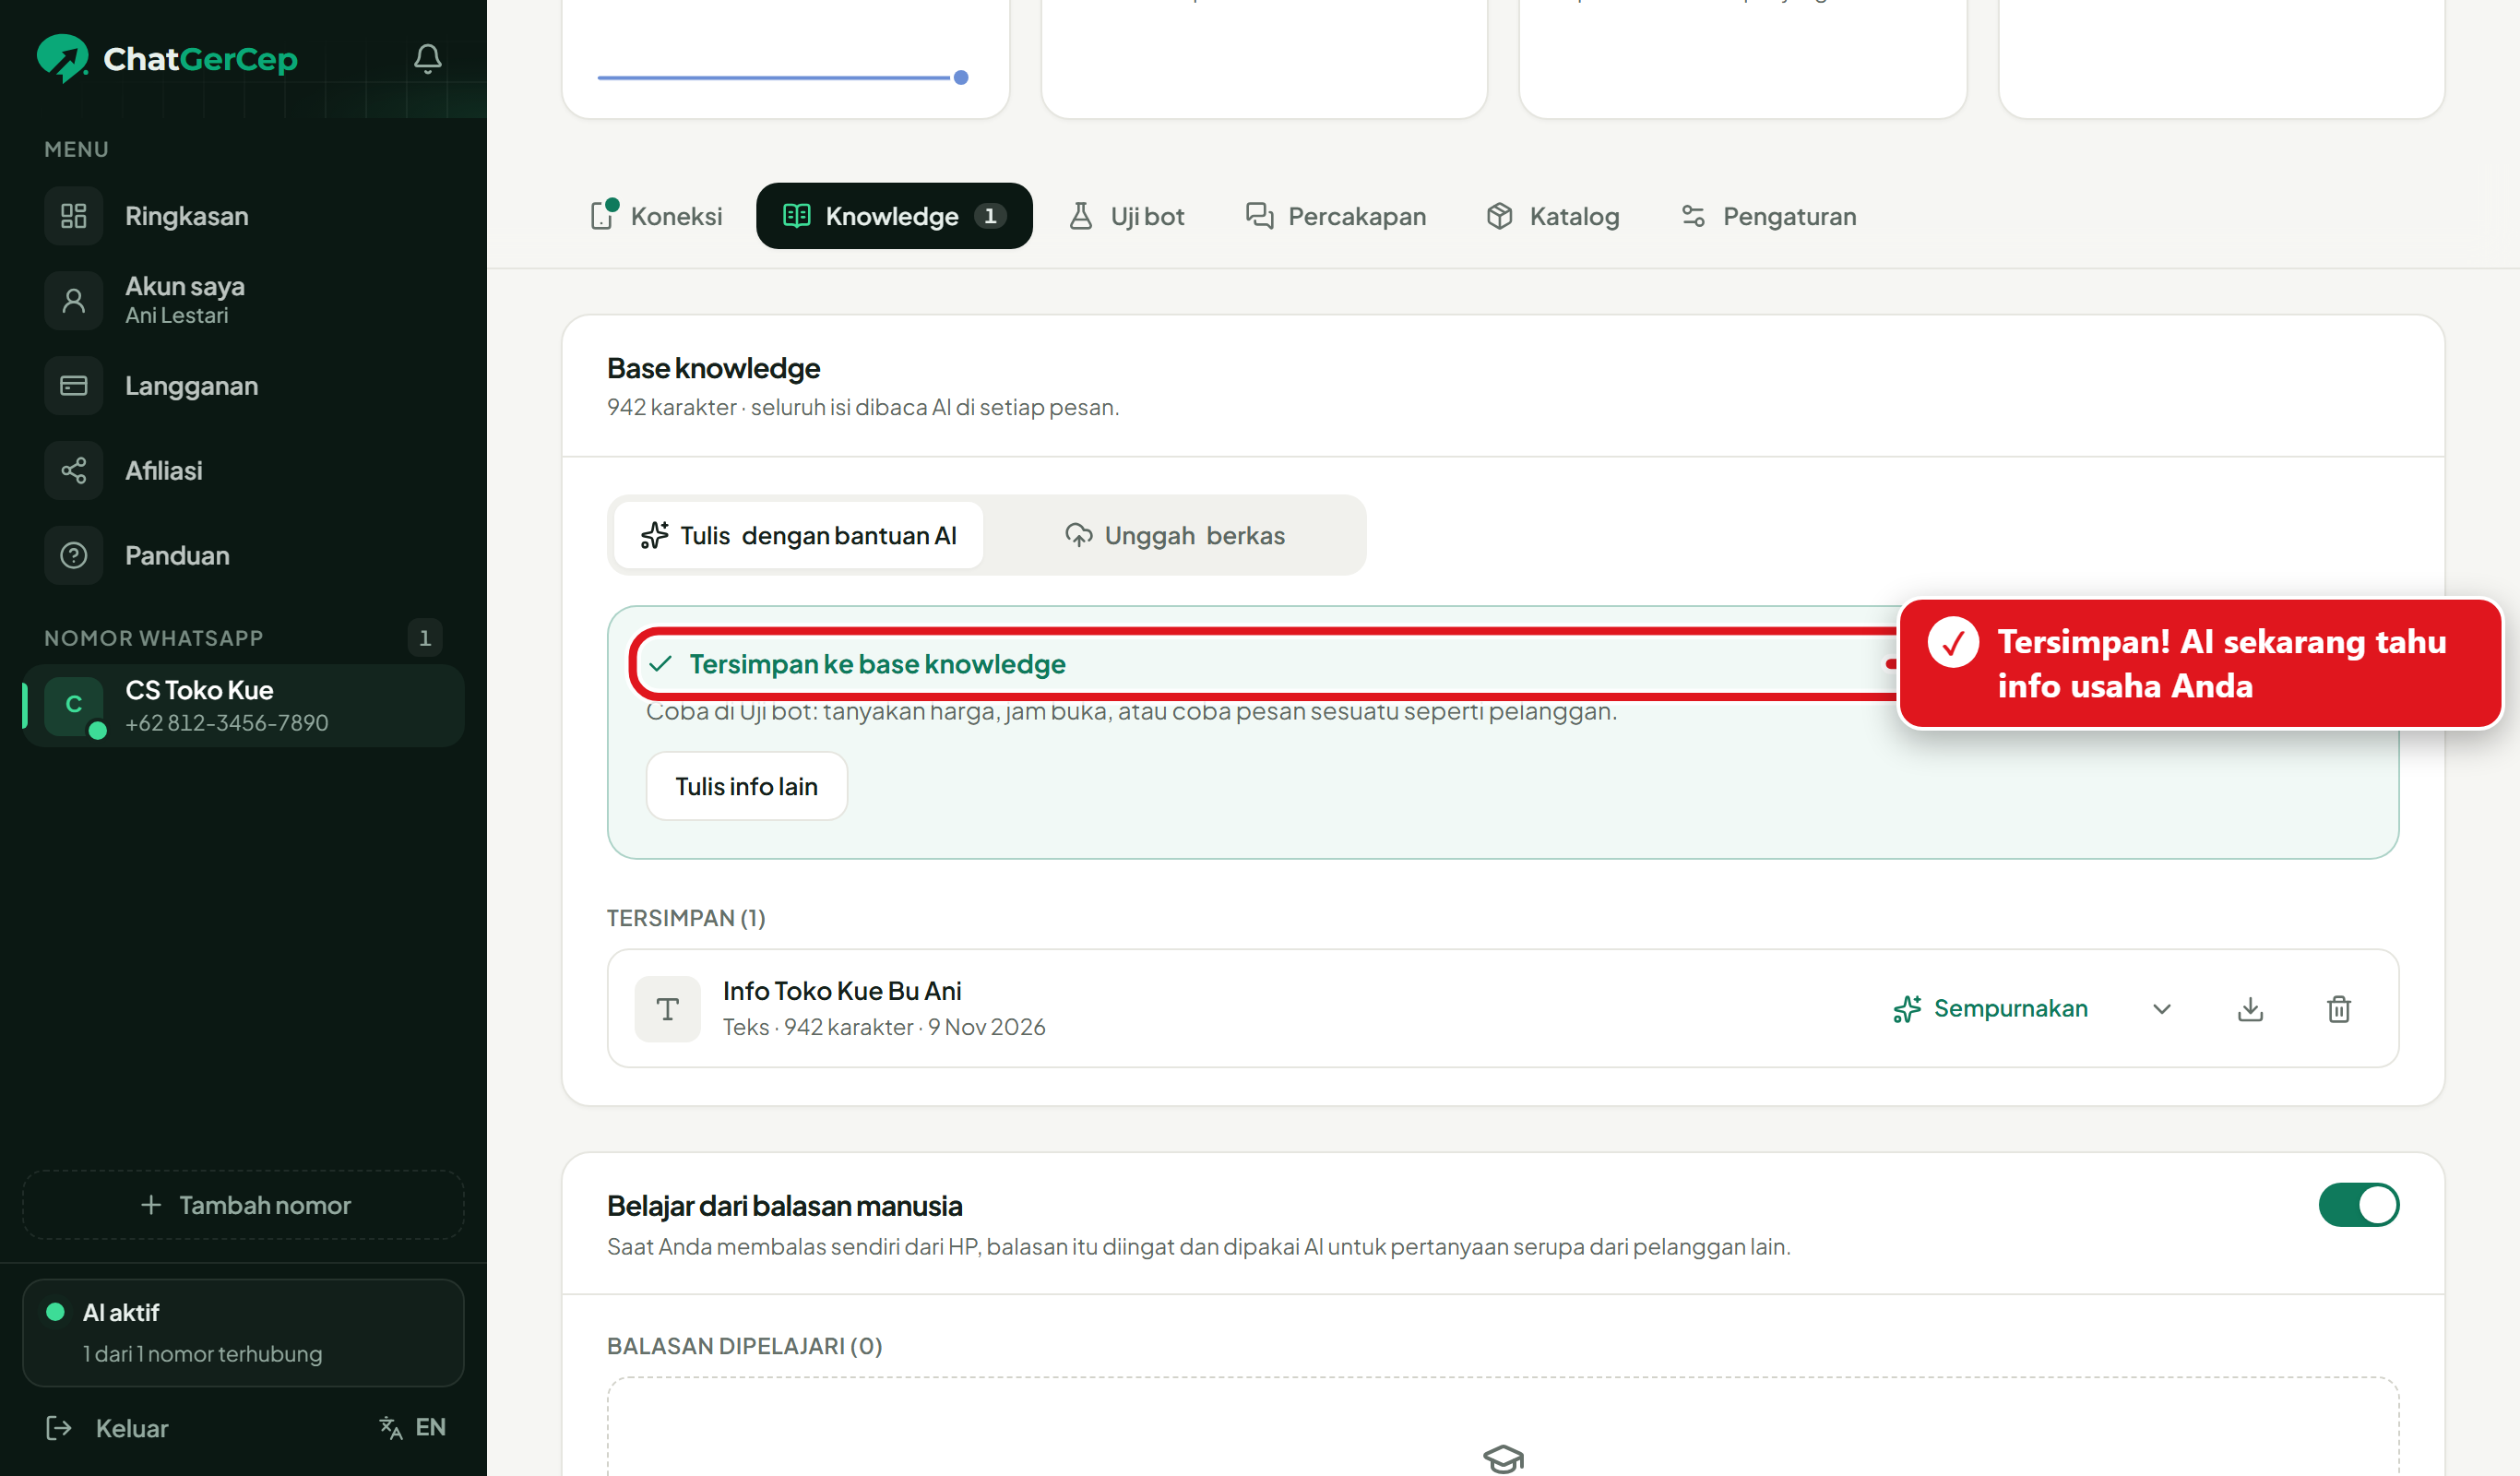 ChatGerCep
MENU
Ringkasan
Akun saya
Ani Lestari
Langganan
Afiliasi
Panduan
NOMOR WHATSAPP 1
C
CS Toko Kue
+62 812-3456-7890
Tambah nomor
AI aktif
1 dari 1 nomor terhubung
Keluar
EN
Koneksi
Knowledge 1
Uji bot
Percakapan
Katalog
Pengaturan
Base knowledge
942 karakter · seluruh isi dibaca AI di setiap pesan.
Tulis dengan bantuan AI
Unggah berkas
Tersimpan ke base knowledge
Tersimpan! AI sekarang tahu
info usaha Anda
Coba di Uji bot: tanyakan harga, jam buka, atau coba pesan sesuatu seperti pelanggan.
Tulis info lain
TERSIMPAN (1)
T
Info Toko Kue Bu Ani
Teks · 942 karakter · 9 Nov 2026
Sempurnakan
Belajar dari balasan manusia
Saat Anda membalas sendiri dari HP, balasan itu diingat dan dipakai AI untuk pertanyaan serupa dari pelanggan lain.
BALASAN DIPELAJARI (0)